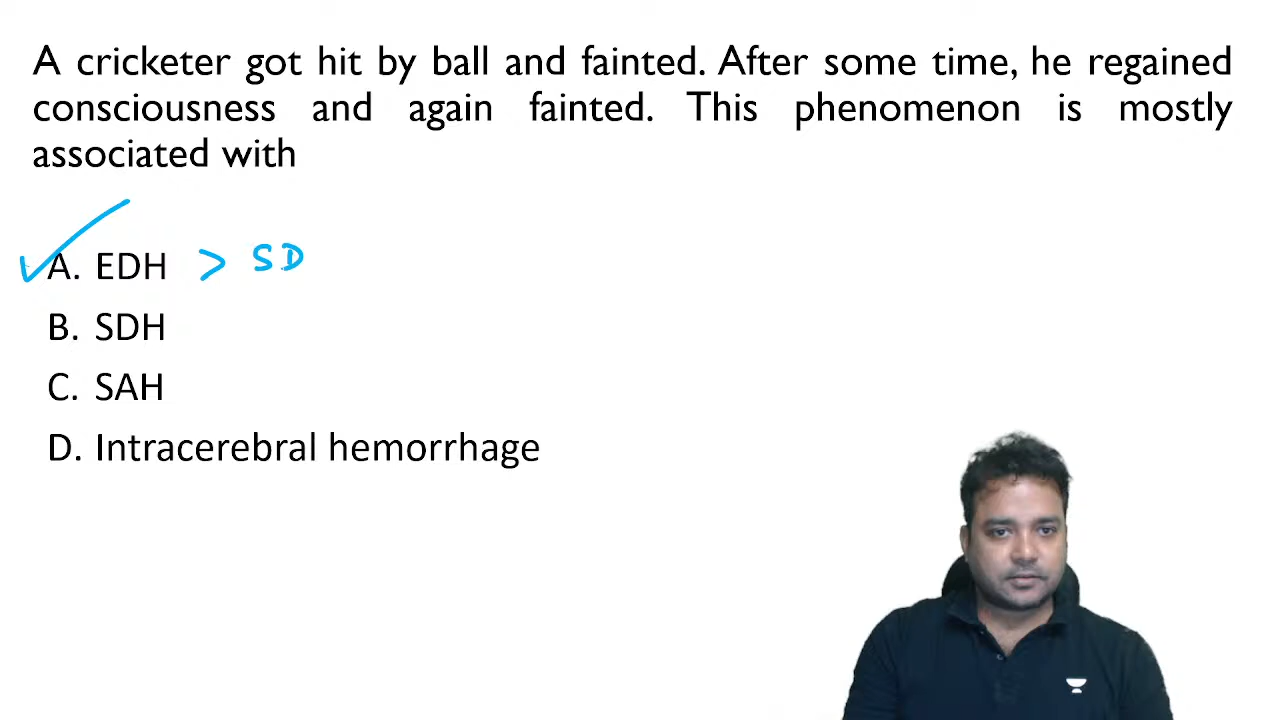 A cricketer got hit by ball and fainted. After some time, he regained
consciousness and again fainted. This phenomenon is mostly
associated with
A. EDH > SD
B. SDH
C. SAH
D. Intracerebral hemorrhage